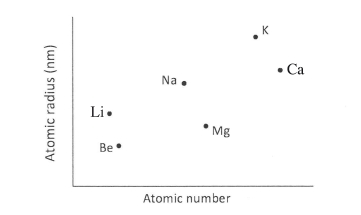 Atomic radius (nm)
K
Ca
Na
Li
Mg
Be
Atomic number